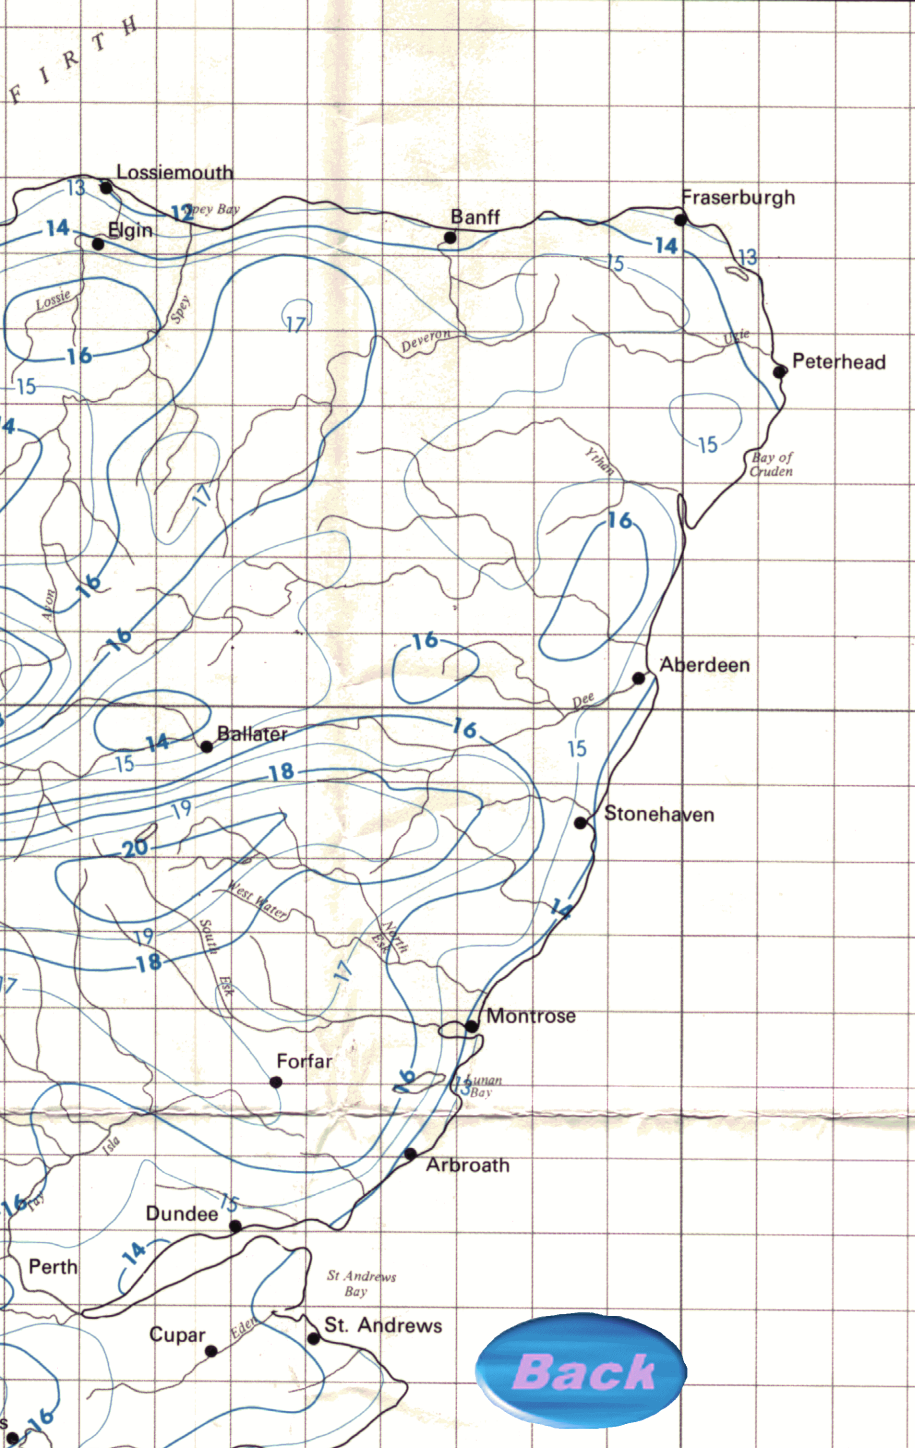 FIRTH
Lossiemouth
13
12
Spey Bay
Fraserburgh
Banff
14
Elgin
14
13
15
Lossie
Spey
17
Deveron
Ugie
16
Peterhead
15
4
15
Ythan
Bay of
Cruden
17
16
16
Avon
16
16
Aberdeen
Dee
14
Ballater
16
15
15
18
19
Stonehaven
20
West Water
14
South
Esk
North
Esk
19
18
17
17
Montrose
Forfar
16
13
Lunan
Bay
Isla
Arbroath
16
Tay
15
Dundee
14
Perth
St Andrews
Bay
Cupar
Eden
St. Andrews
Back
16
s